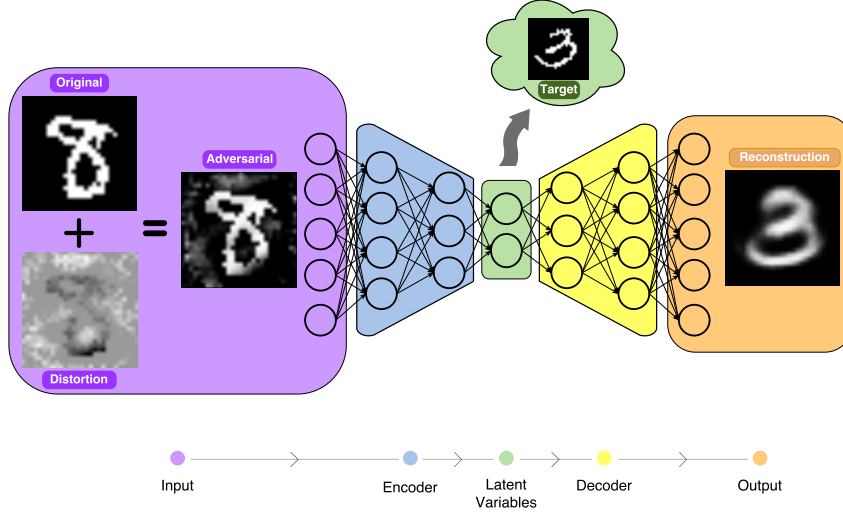 Target
Original
Adversarial
Reconstruction
+
=
Distortion
Input
Encoder
Latent
Variables
Decoder
Output